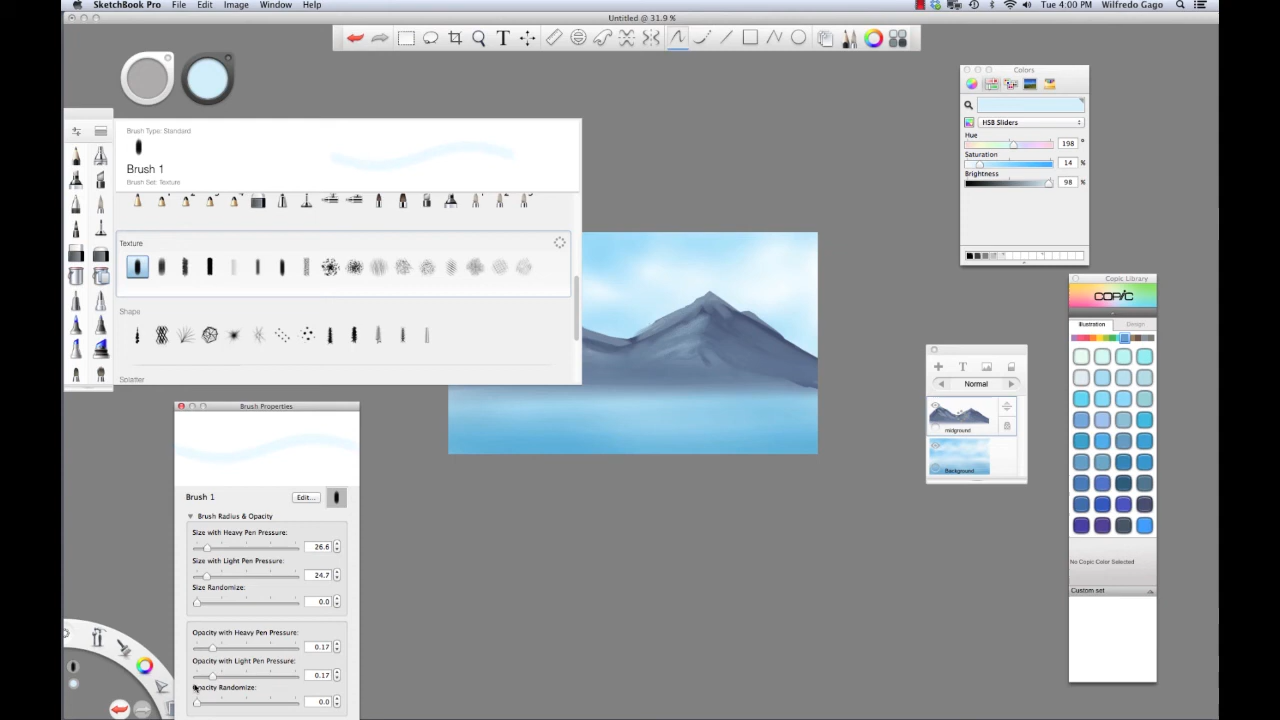 SketchBook Pro File Edit Image Window Help
Tue 4:00 PM Wilfredo Gago
Untitled @ 31.9 %
Brush Type: Standard
Brush 1
Brush Set: Texture
Texture
Shape
Splatter
Colors
HSB Sliders
Hue
198 °
Saturation
14 %
Brightness
98 %
Copic Library
COPIC
Illustration Design
No Copic Color Selected
Custom set
Normal
midground
Background
Brush Properties
Brush 1 Edit...
Brush Radius & Opacity
Size with Heavy Pen Pressure:
26.6
Size with Light Pen Pressure:
24.7
Size Randomize:
0.0
Opacity with Heavy Pen Pressure:
0.17
Opacity with Light Pen Pressure:
0.17
Opacity Randomize:
0.0